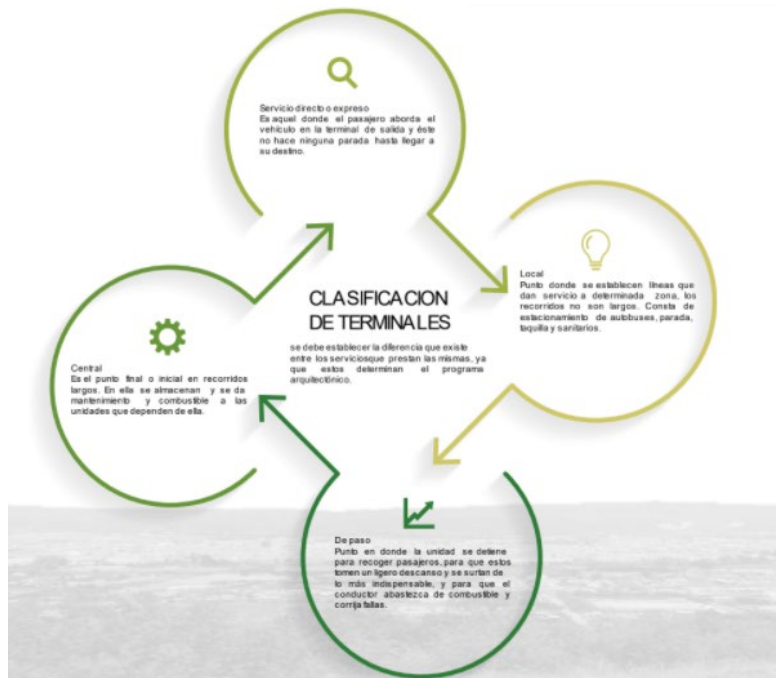 Servicio directo o expreso
Es aquel donde el pasajero aborda el
vehículo en la terminal de salida y éste
no hace ninguna parada hasta llegar a
su destino.
Local
Punto donde se establecen líneas que
dan servicio a determinada zona, los
recorridos no son largos. Consta de
estacionamiento de autobuses, parada,
taquilla y sanitarios.
CLASIFICACION
DE TERMINALES
se debe establecer la diferencia que existe
entre los serviciosque prestan las mismas, ya
que estos determinan el programa
arquitectónico.
Central
Es el punto final o inicial en recorridos
largos. En ella se almacenan y se da
mantenimiento y combustible a las
unidades que dependen de ella.
De paso
Punto en donde la unidad se detiene
para recoger pasajeros, para que estos
tomen un ligero descanso y se surtan de
lo más indispensable, y para que el
conductor abastezca de combustible y
corrija fallas.